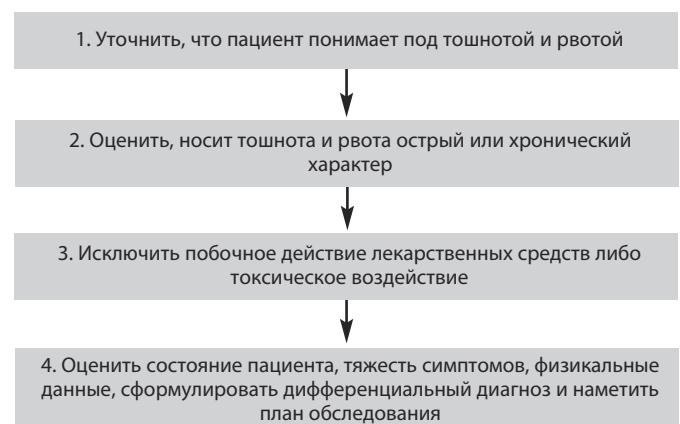 1. Уточнить, что пациент понимает под тошнотой и рвотой
2. Оценить, носит тошнота и рвота острый или хронический
характер
3. Исключить побочное действие лекарственных средств либо
токсическое воздействие
4. Оценить состояние пациента, тяжесть симптомов, физикальные
данные, сформулировать дифференциальный диагноз и наметить
план обследования